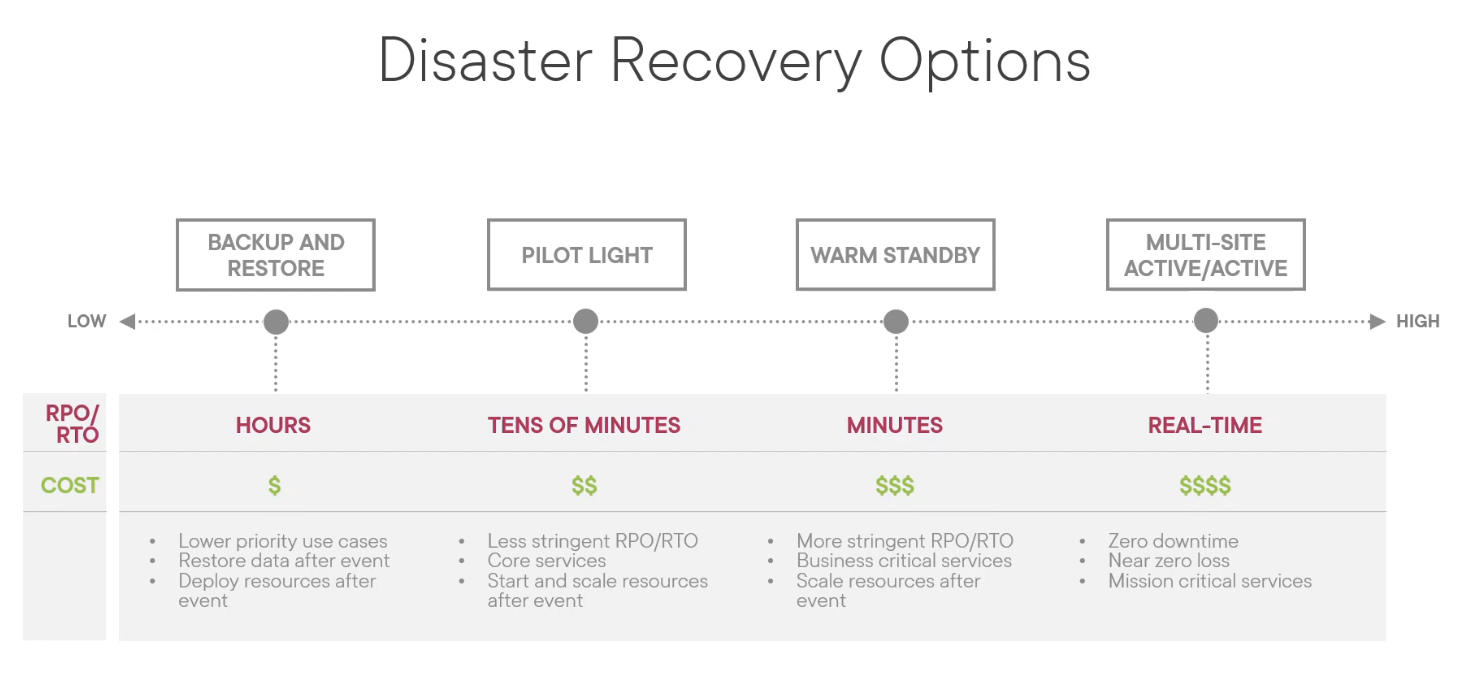 Disaster Recovery Options
BACKUP AND
RESTORE
PILOT LIGHT
WARM STANDBY
MULTI-SITE
ACTIVE/ACTIVE
LOW
HIGH
RPO/
RTO
HOURS
TENS OF MINUTES
MINUTES
REAL-TIME
COST
$
$$
$$$
$$$$
• Lower priority use cases
• Restore data after event
• Deploy resources after
event
• Less stringent RPO/RTO
• Core services
• Start and scale resources
after event
• More stringent RPO/RTO
• Business critical services
• Scale resources after
event
• Zero downtime
• Near zero loss
• Mission critical services